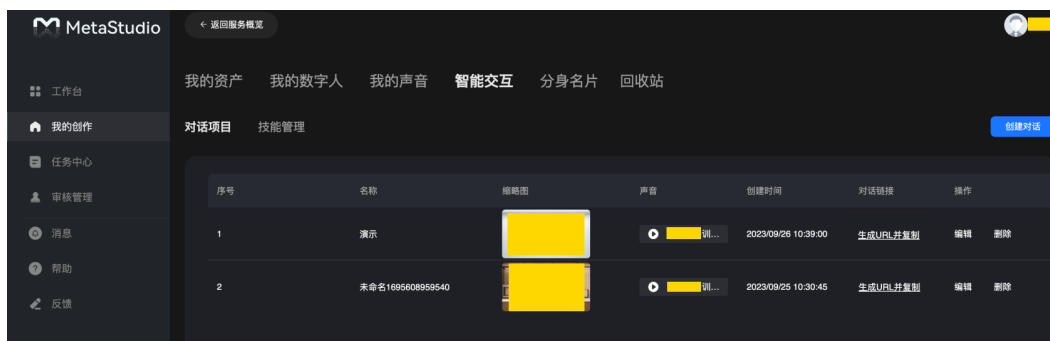 MetaStudio
← 返回服务概览
工作台
我的创作
任务中心
审核管理
消息
帮助
反馈
我的资产 我的数字人 我的声音 智能交互 分身名片 回收站
对话项目 技能管理
创建对话
序号 名称 缩略图 声音 创建时间 对话链接 操作
1 演示 训... 2023/09/26 10:39:00 生成URL并复制 编辑 删除
2 未命名1695608959540 训... 2023/09/25 10:30:45 生成URL并复制 编辑 删除